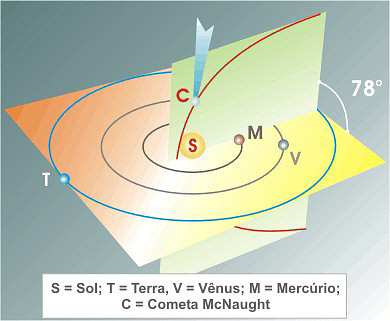 78°
C
S
M
V
T
S = Sol; T = Terra, V = Vênus; M = Mercúrio;
C = Cometa McNaught